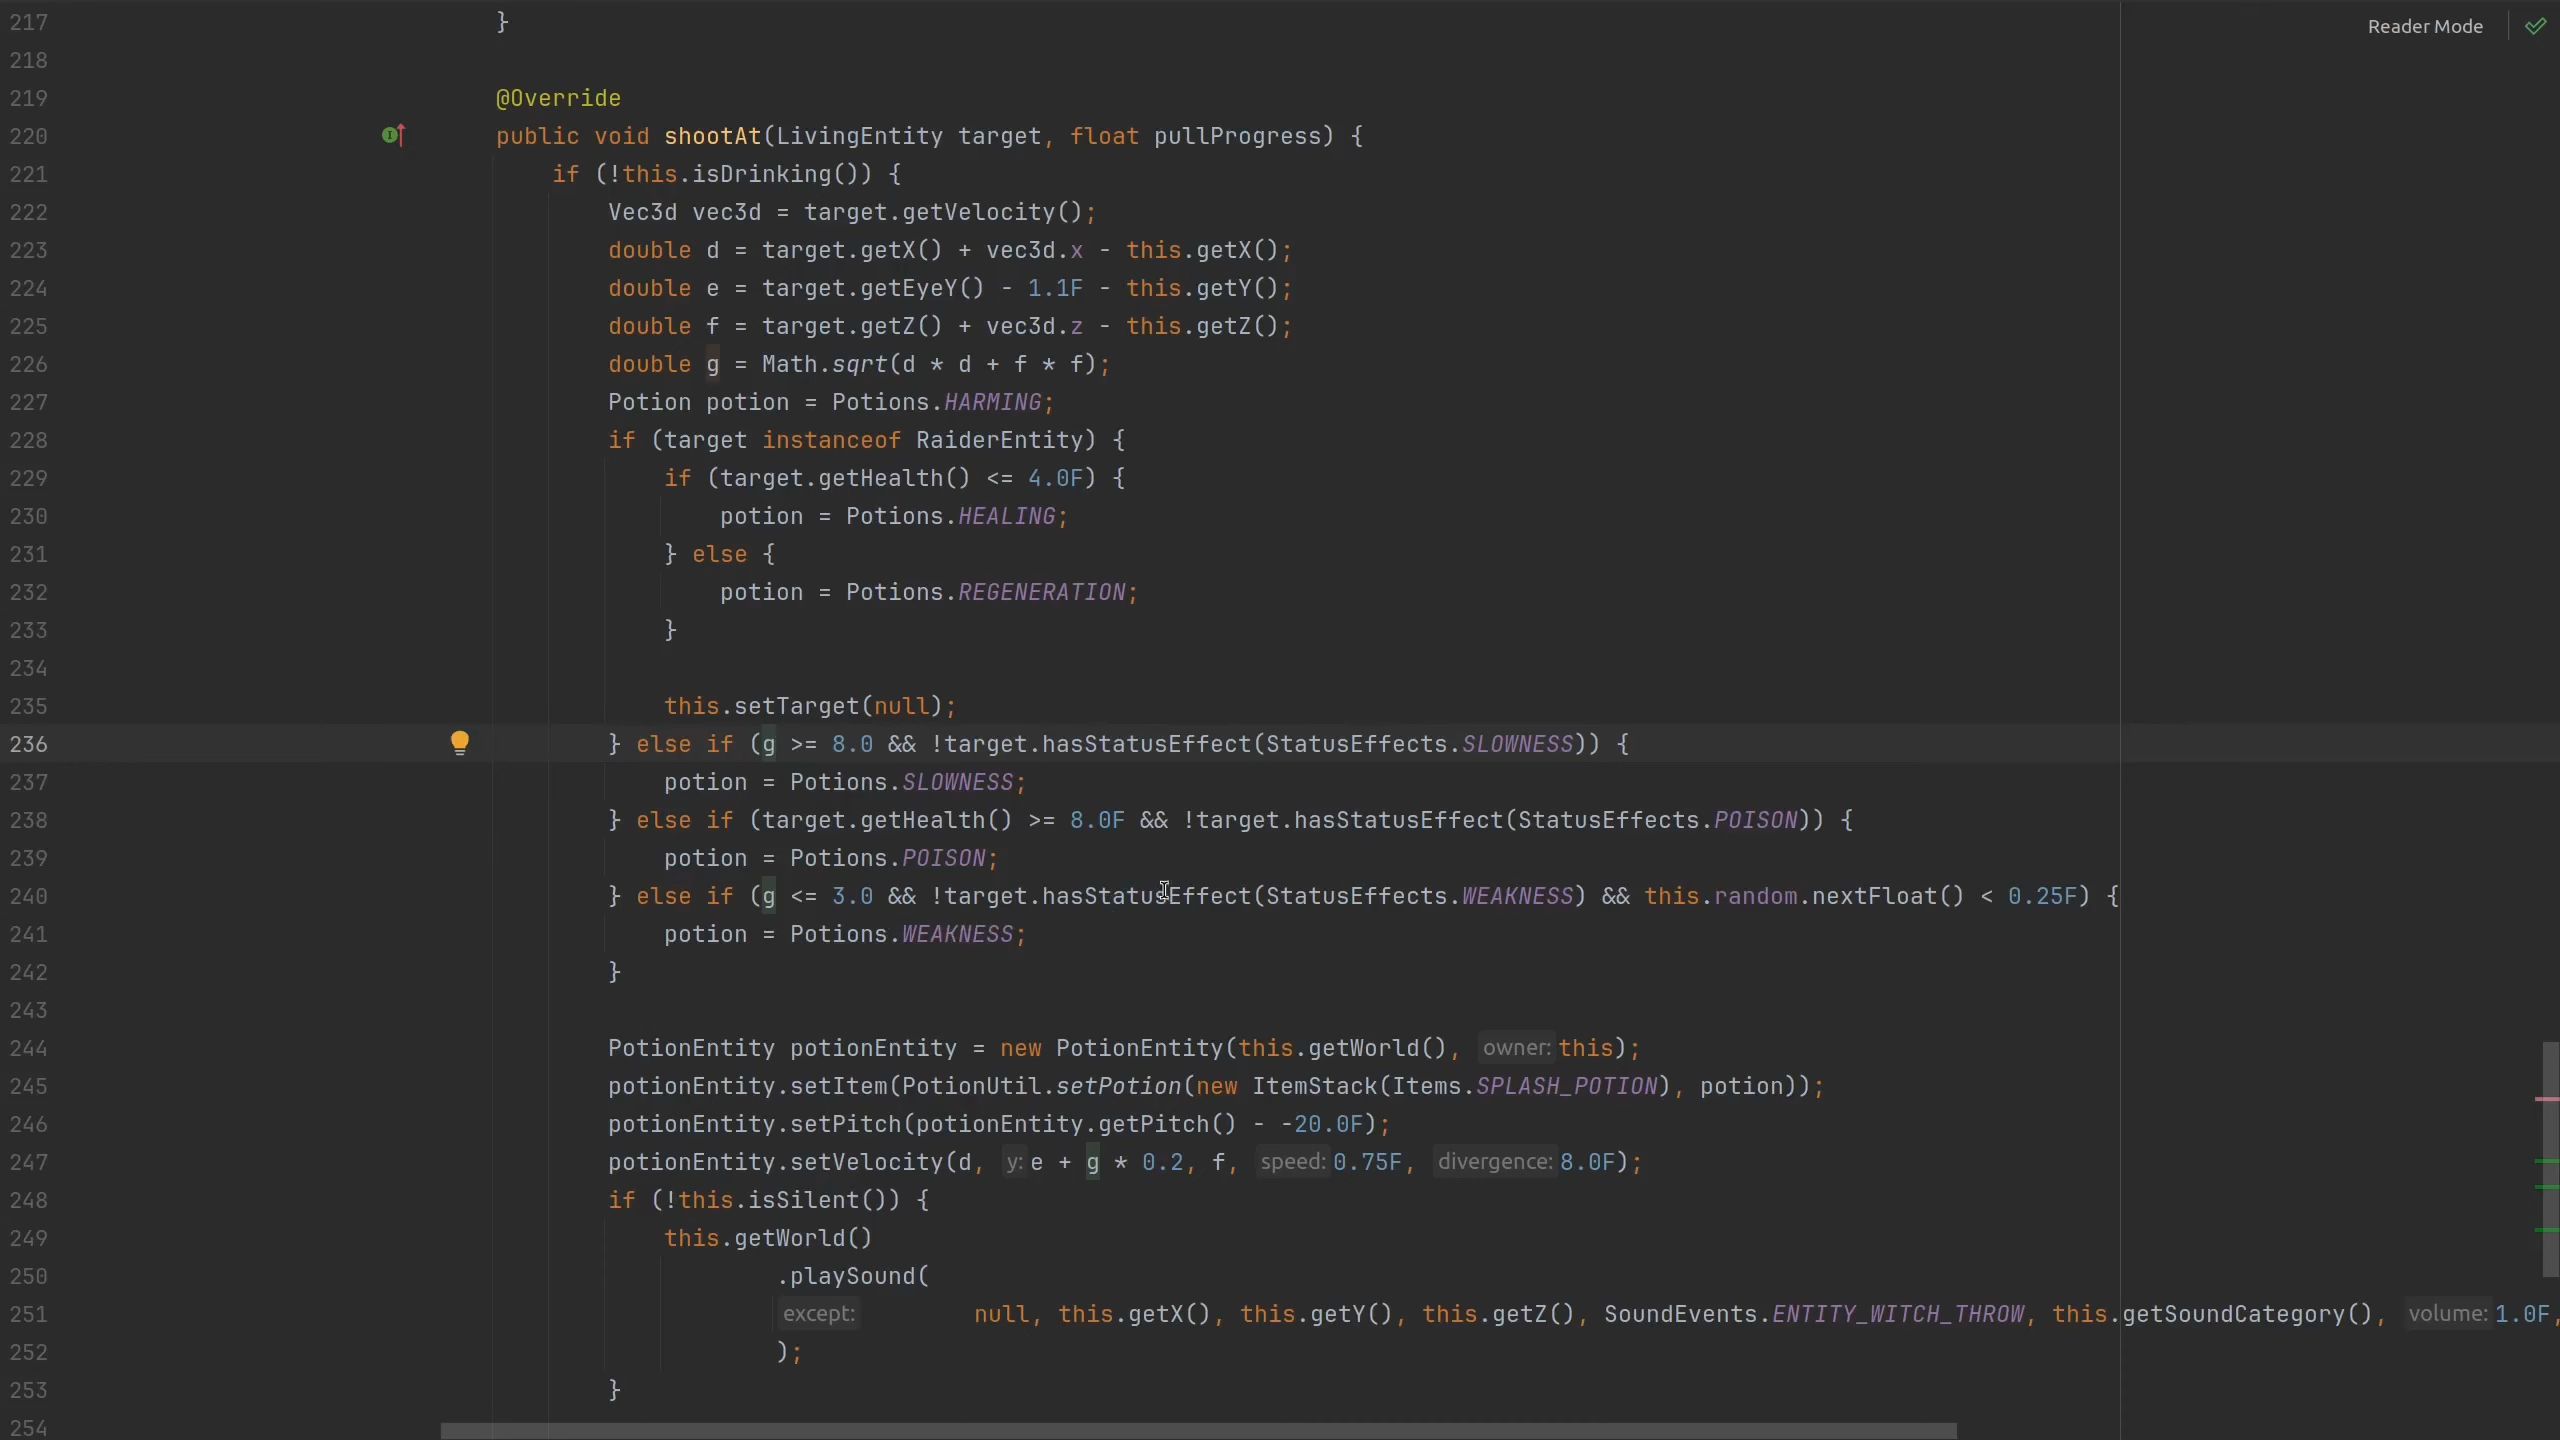 Reader Mode
217 }
218
219 @Override
220 public void shootAt(LivingEntity target, float pullProgress) {
221 if (!this.isDrinking()) {
222 Vec3d vec3d = target.getVelocity();
223 double d = target.getX() + vec3d.x - this.getX();
224 double e = target.getEyeY() - 1.1F - this.getY();
225 double f = target.getZ() + vec3d.z - this.getZ();
226 double g = Math.sqrt(d * d + f * f);
227 Potion potion = Potions.HARMING;
228 if (target instanceof RaiderEntity) {
229 if (target.getHealth() <= 4.0F) {
230 potion = Potions.HEALING;
231 } else {
232 potion = Potions.REGENERATION;
233 }
234
235 this.setTarget(null);
236 } else if (g >= 8.0 && !target.hasStatusEffect(StatusEffects.SLOWNESS)) {
237 potion = Potions.SLOWNESS;
238 } else if (target.getHealth() >= 8.0F && !target.hasStatusEffect(StatusEffects.POISON)) {
239 potion = Potions.POISON;
240 } else if (g <= 3.0 && !target.hasStatusEffect(StatusEffects.WEAKNESS) && this.random.nextFloat() < 0.25F) {
241 potion = Potions.WEAKNESS;
242 }
243
244 PotionEntity potionEntity = new PotionEntity(this.getWorld(), owner: this);
245 potionEntity.setItem(PotionUtil.setPotion(new ItemStack(Items.SPLASH_POTION), potion));
246 potionEntity.setPitch(potionEntity.getPitch() - -20.0F);
247 potionEntity.setVelocity(d, y: e + g * 0.2, f, speed: 0.75F, divergence: 8.0F);
248 if (!this.isSilent()) {
249 this.getWorld()
250 .playSound(
251 except: null, this.getX(), this.getY(), this.getZ(), SoundEvents.ENTITY_WITCH_THROW, this.getSoundCategory(), volume: 1.0F,
252 );
253 }
254